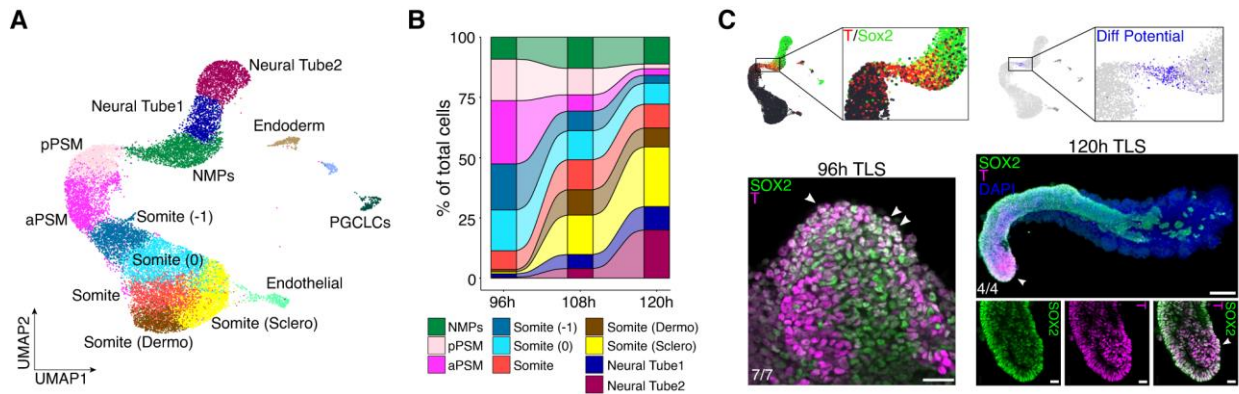 A
Neural Tube2
Neural Tube1
Endoderm
pPSM
NMPs
PGCLCs
aPSM
Somite (-1)
Somite (0)
Endothelial
Somite
Somite (Sclero)
Somite (Dermo)
UMAP2
UMAP1
B
% of total cells
100
75
50
25
0
96h 108h 120h
NMPs Somite (-1) Somite (Dermo)
pPSM Somite (0) Somite (Sclero)
aPSM Somite Neural Tube1
Neural Tube2
C
T/Sox2
Diff Potential
96h TLS
SOX2
T
7/7
120h TLS
SOX2
T
DAPI
4/4
SOX2
T
SOX2
T